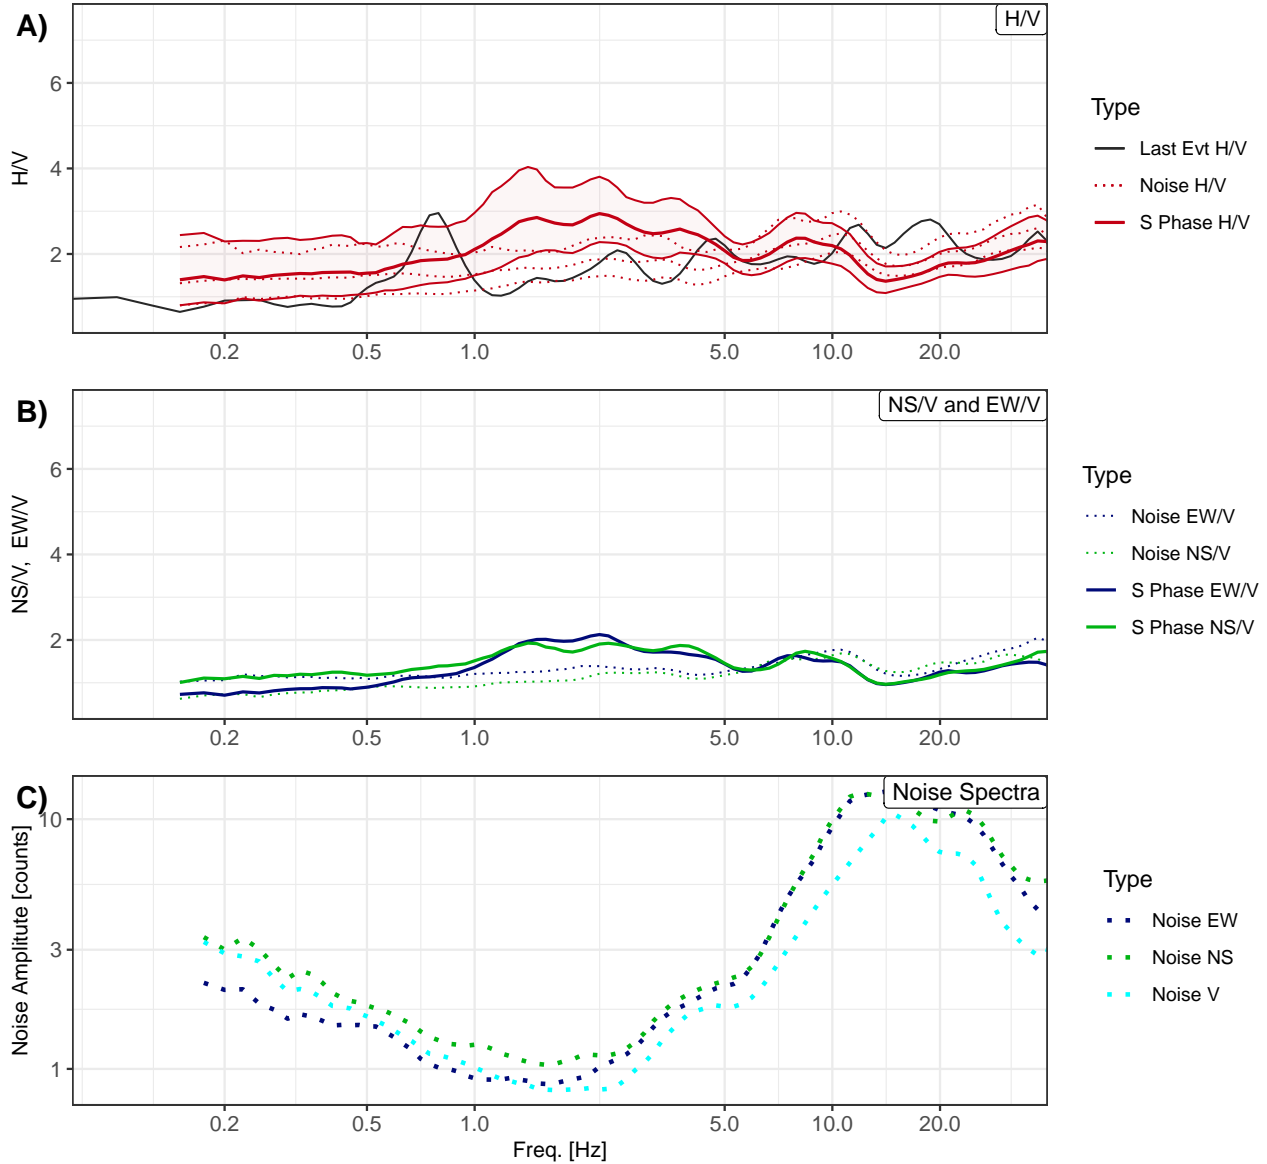 A)
H/V
6
4
2
H/V
0.2 0.5 1.0 5.0 10.0 20.0
Type
Last Evt H/V
Noise H/V
S Phase H/V
B)
NS/V and EW/V
6
4
2
NS/V, EW/V
0.2 0.5 1.0 5.0 10.0 20.0
Type
Noise EW/V
Noise NS/V
S Phase EW/V
S Phase NS/V
C)
Noise Spectra
10
3
1
Noise Amplitute [counts]
0.2 0.5 1.0 5.0 10.0 20.0
Freq. [Hz]
Type
Noise EW
Noise NS
Noise V